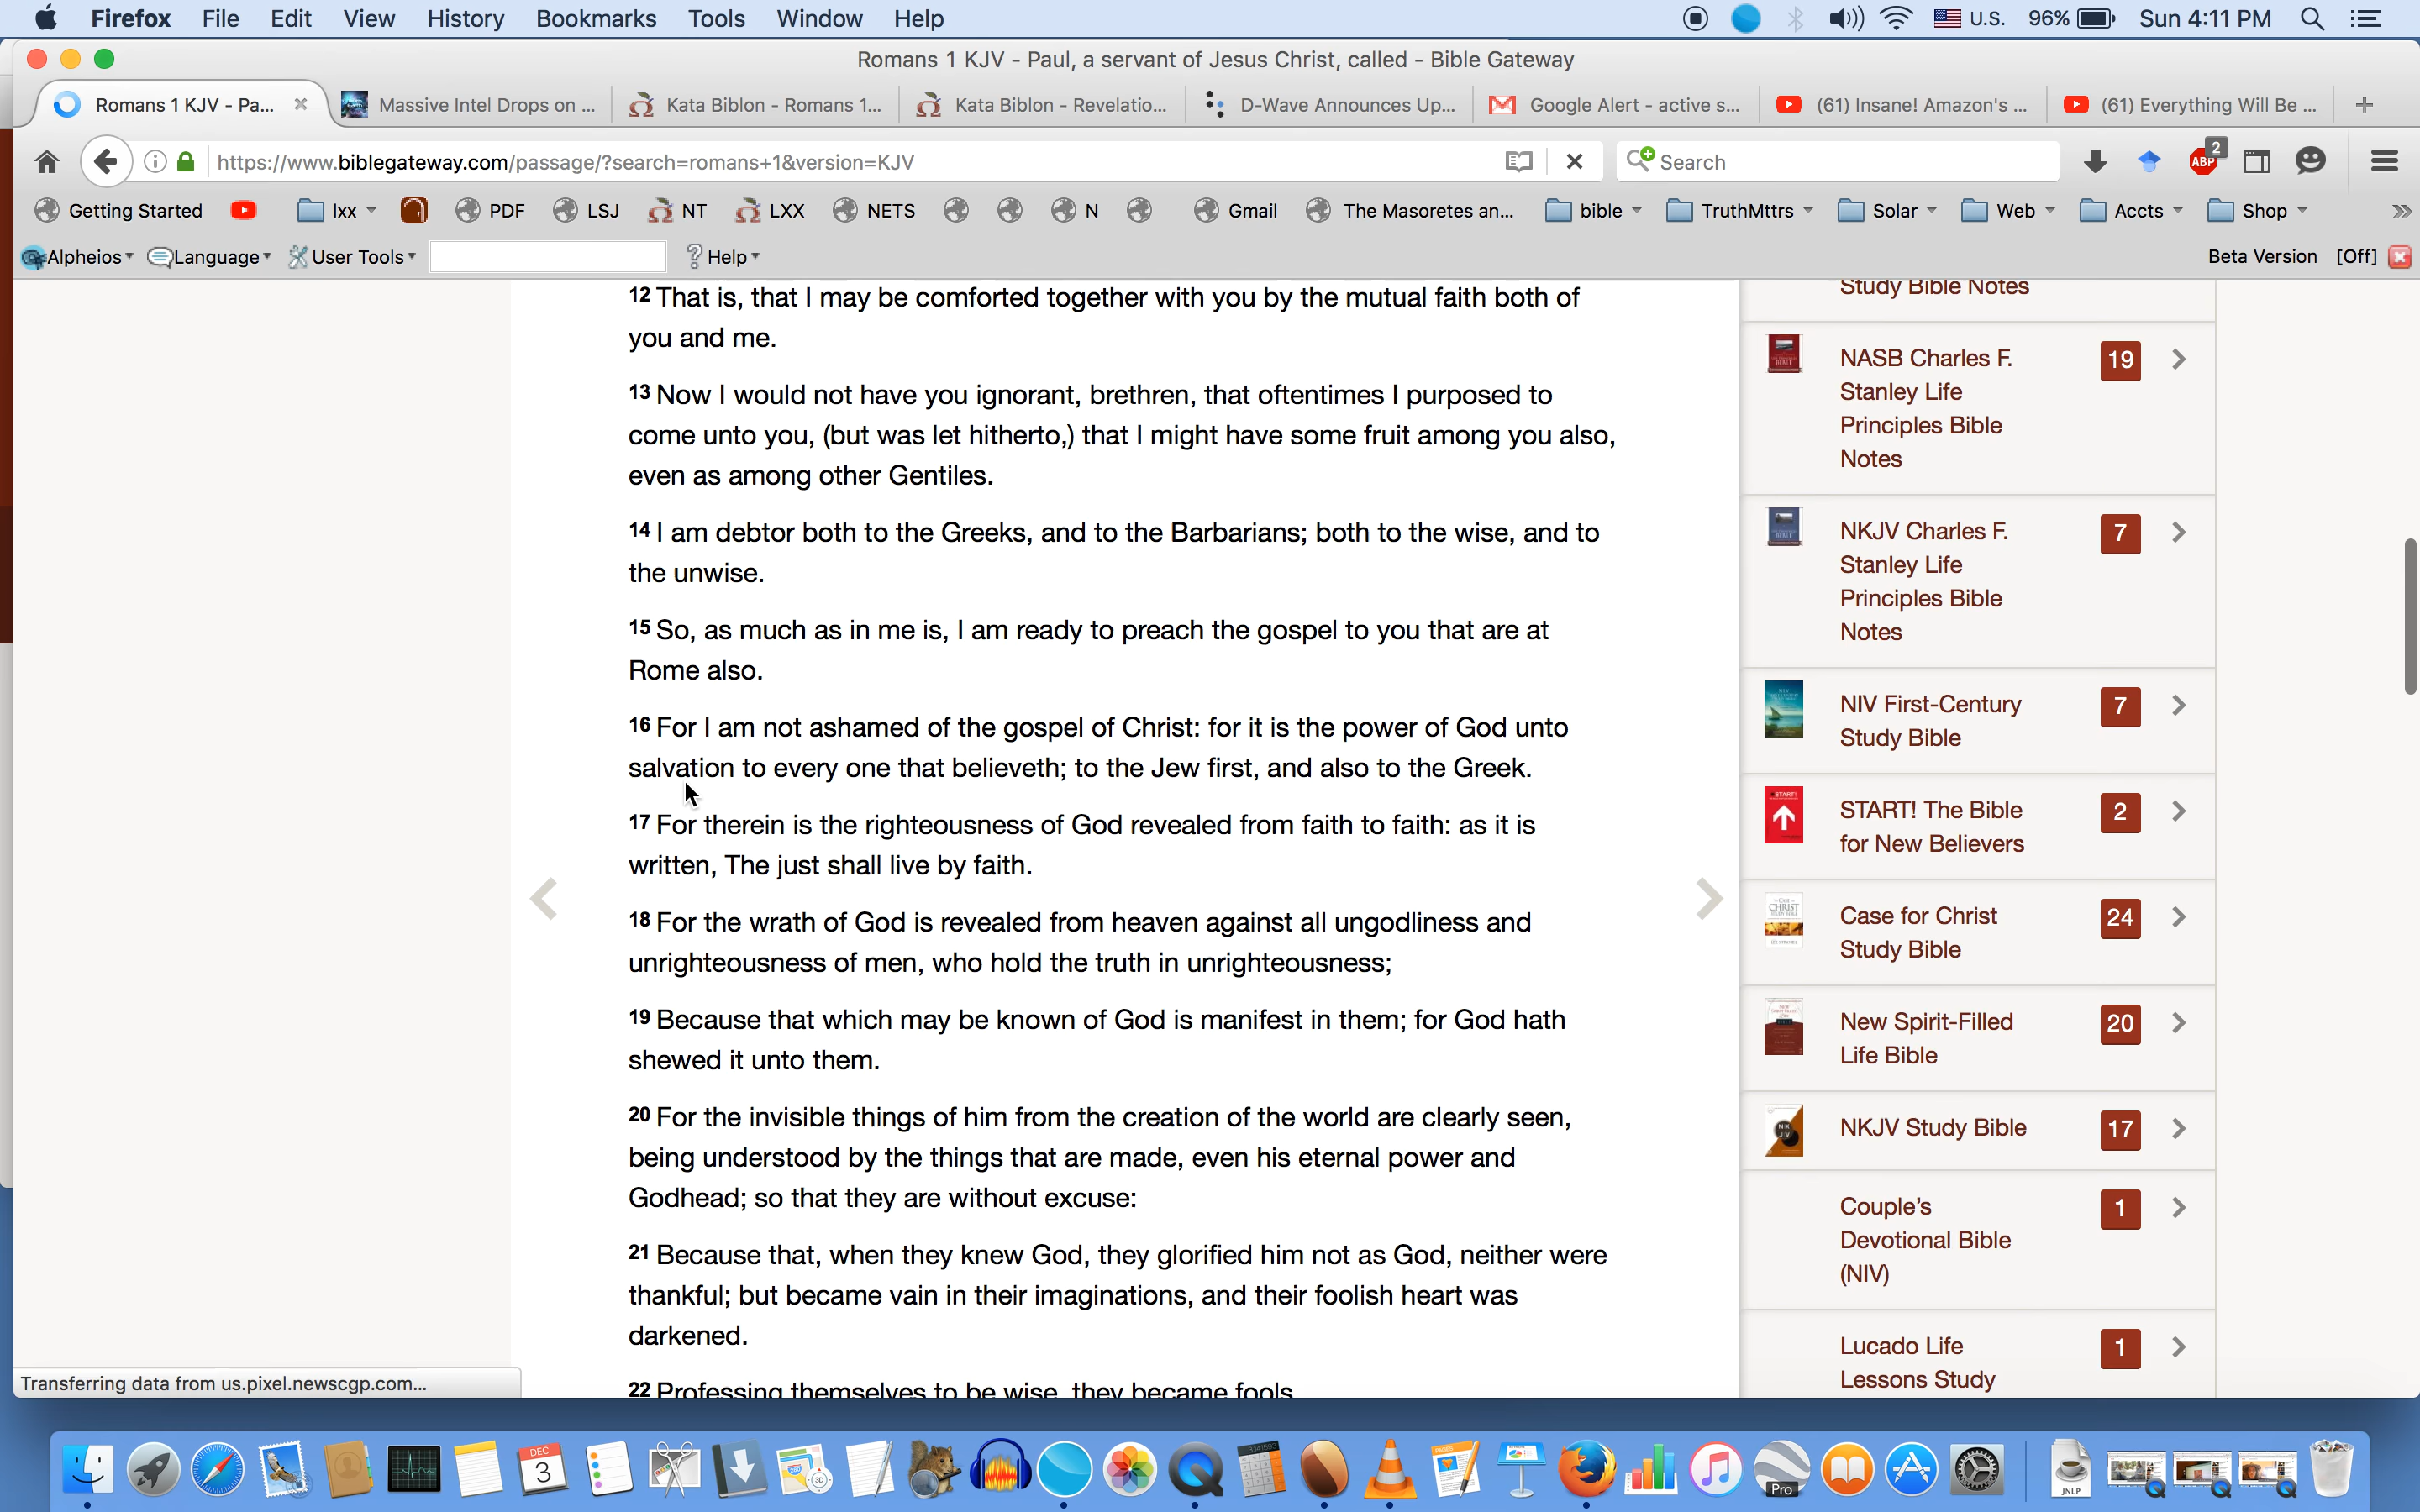 Firefox File Edit View History Bookmarks Tools Window Help U.S. 96% Sun 4:11 PM
Romans 1 KJV - Paul, a servant of Jesus Christ, called - Bible Gateway
Romans 1 KJV - Pa... Massive Intel Drops on ... Kata Biblon - Romans 1... Kata Biblon - Revelatio... D-Wave Announces Up... Google Alert - active s... (61) Insane! Amazon's ... (61) Everything Will Be ...
https://www.biblegateway.com/passage/?search=romans+1&version=KJV Search ABP 2
Getting Started lxx PDF LSJ NT LXX NETS N Gmail The Masoretes an... bible TruthMttrs Solar Web Accts Shop
Alpheios Language User Tools Help Beta Version [Off]
12 That is, that I may be comforted together with you by the mutual faith both of
you and me.
13 Now I would not have you ignorant, brethren, that oftentimes I purposed to
come unto you, (but was let hitherto,) that I might have some fruit among you also,
even as among other Gentiles.
14 I am debtor both to the Greeks, and to the Barbarians; both to the wise, and to
the unwise.
15 So, as much as in me is, I am ready to preach the gospel to you that are at
Rome also.
16 For I am not ashamed of the gospel of Christ: for it is the power of God unto
salvation to every one that believeth; to the Jew first, and also to the Greek.
17 For therein is the righteousness of God revealed from faith to faith: as it is
written, The just shall live by faith.
18 For the wrath of God is revealed from heaven against all ungodliness and
unrighteousness of men, who hold the truth in unrighteousness;
19 Because that which may be known of God is manifest in them; for God hath
shewed it unto them.
20 For the invisible things of him from the creation of the world are clearly seen,
being understood by the things that are made, even his eternal power and
Godhead; so that they are without excuse:
21 Because that, when they knew God, they glorified him not as God, neither were
thankful; but became vain in their imaginations, and their foolish heart was
darkened.
22 Professing themselves to be wise, they became fools,
Study Bible Notes
NASB Charles F. 19
Stanley Life
Principles Bible
Notes
NKJV Charles F. 7
Stanley Life
Principles Bible
Notes
NIV First-Century 7
Study Bible
START! The Bible 2
for New Believers
Case for Christ 24
Study Bible
New Spirit-Filled 20
Life Bible
NKJV Study Bible 17
Couple's 1
Devotional Bible
(NIV)
Lucado Life 1
Lessons Study
Transferring data from us.pixel.newscgp.com...
DEC
3
3D
PAGES
Pro
JNLP